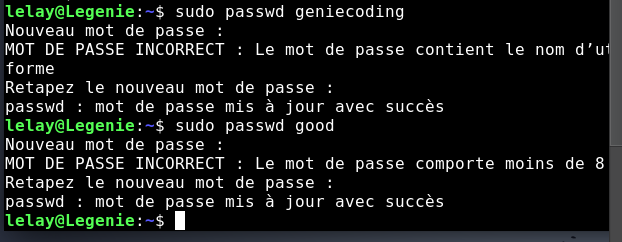 lelay@Legenie:~$ sudo passwd geniecoding
Nouveau mot de passe :
MOT DE PASSE INCORRECT : Le mot de passe contient le nom d’ut
forme
Retapez le nouveau mot de passe :
passwd : mot de passe mis à jour avec succès
lelay@Legenie:~$ sudo passwd good
Nouveau mot de passe :
MOT DE PASSE INCORRECT : Le mot de passe comporte moins de 8
Retapez le nouveau mot de passe :
passwd : mot de passe mis à jour avec succès
lelay@Legenie:~$